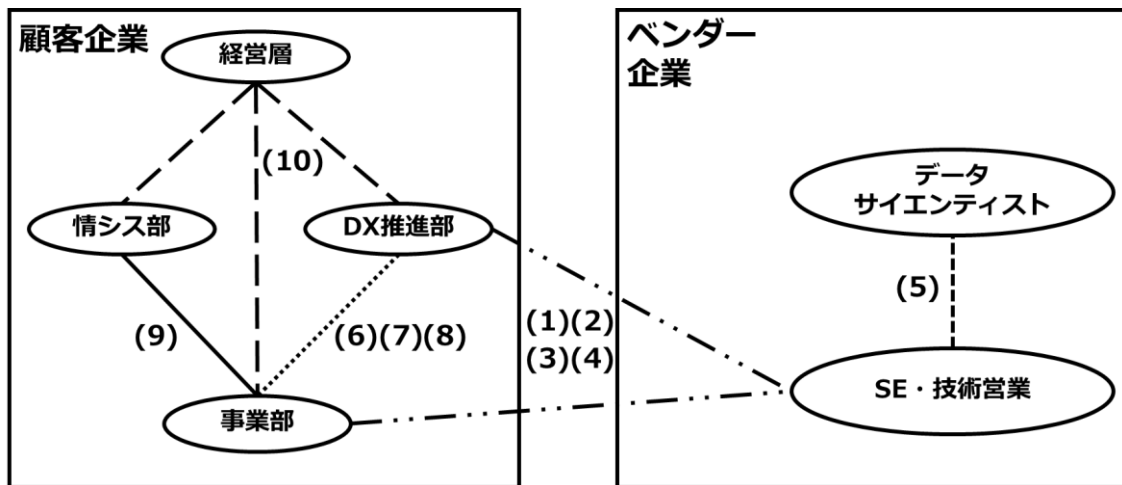 顧客企業
経営層
(10)
情シス部
DX推進部
(9)
(6)(7)(8)
事業部
(1)(2)
(3)(4)
ベンダー
企業
データ
サイエンティスト
(5)
SE・技術営業